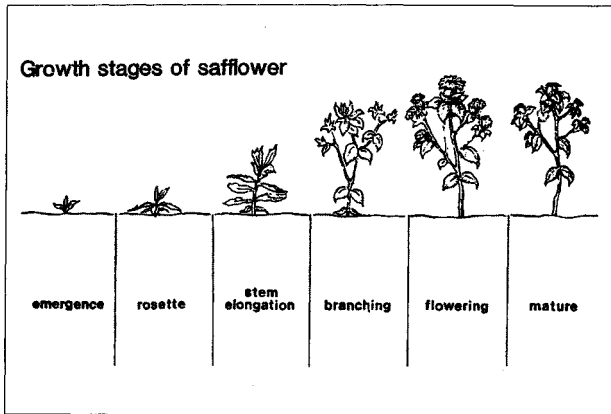 Growth stages of safflower
emergence
rosette
stem
elongation
branching
flowering
mature